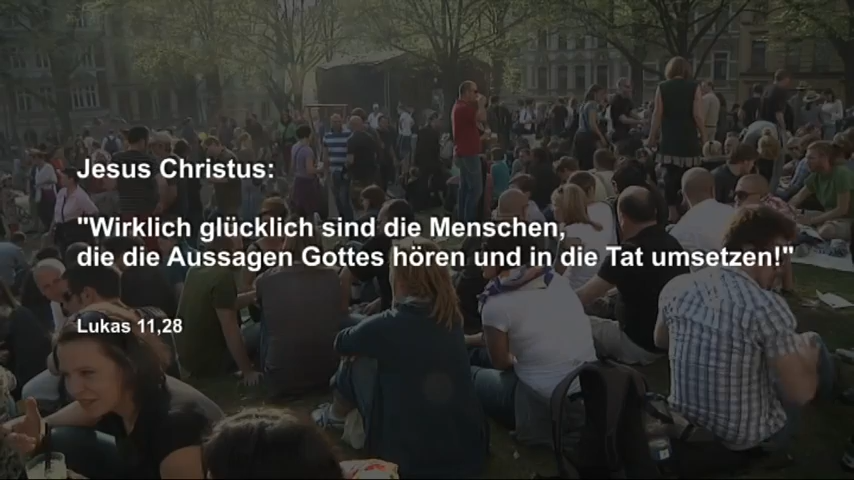 Jesus Christus:
"Wirklich glücklich sind die Menschen,
die die Aussagen Gottes hören und in die Tat umsetzen!"
Lukas 11,28